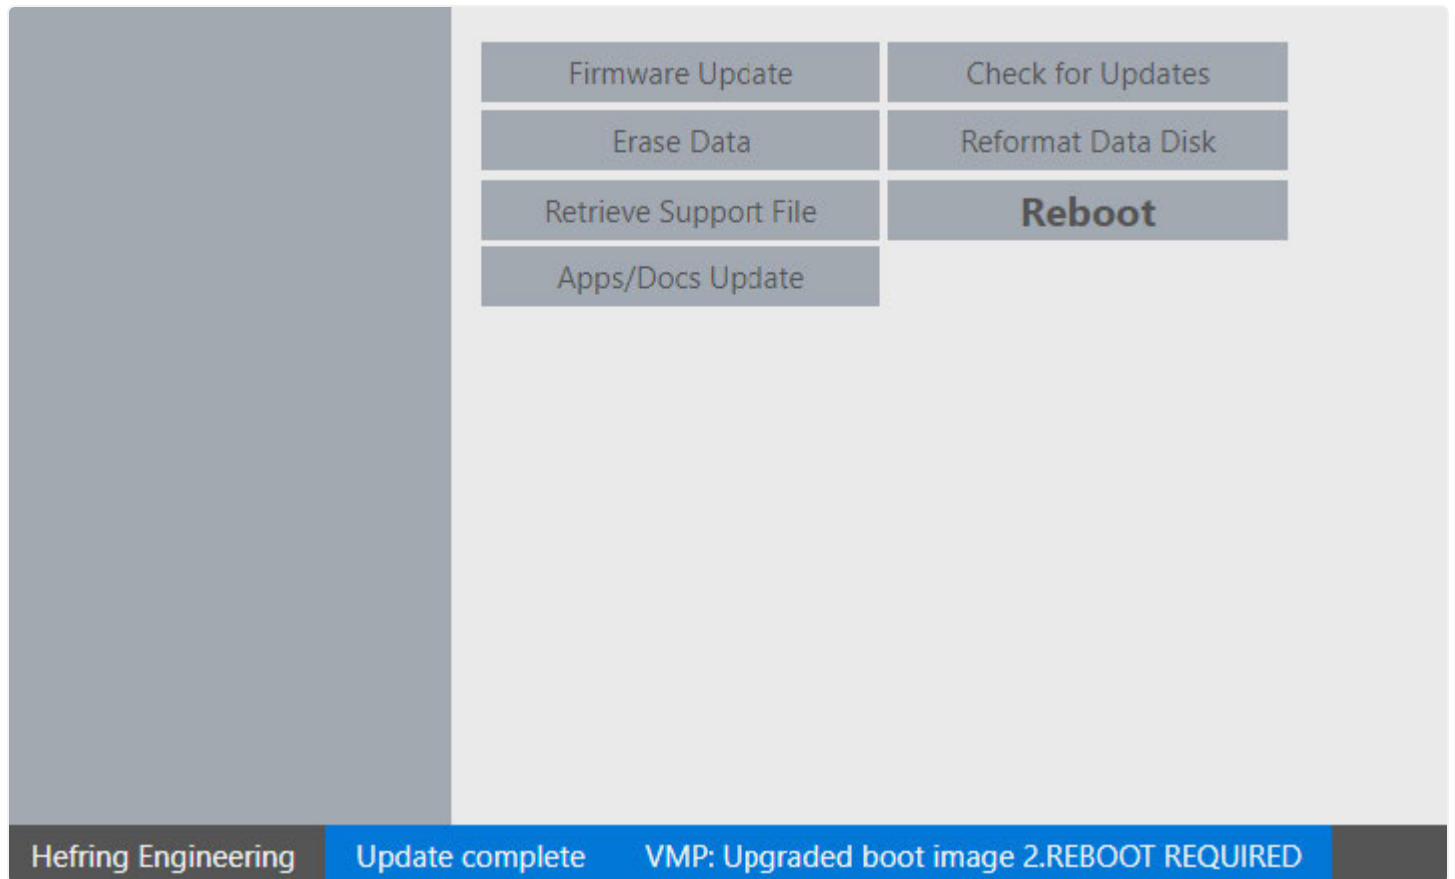 Firmware Update
Check for Updates
Erase Data
Reformat Data Disk
Retrieve Support File
Reboot
Apps/Docs Update
Hefring Engineering
Update complete
VMP: Upgraded boot image 2.REBOOT REQUIRED